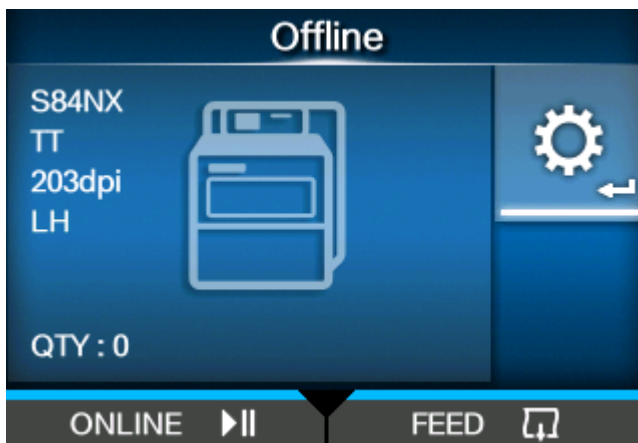 Offline
S84NX
TT
203dpi
LH
QTY : 0
ONLINE
FEED